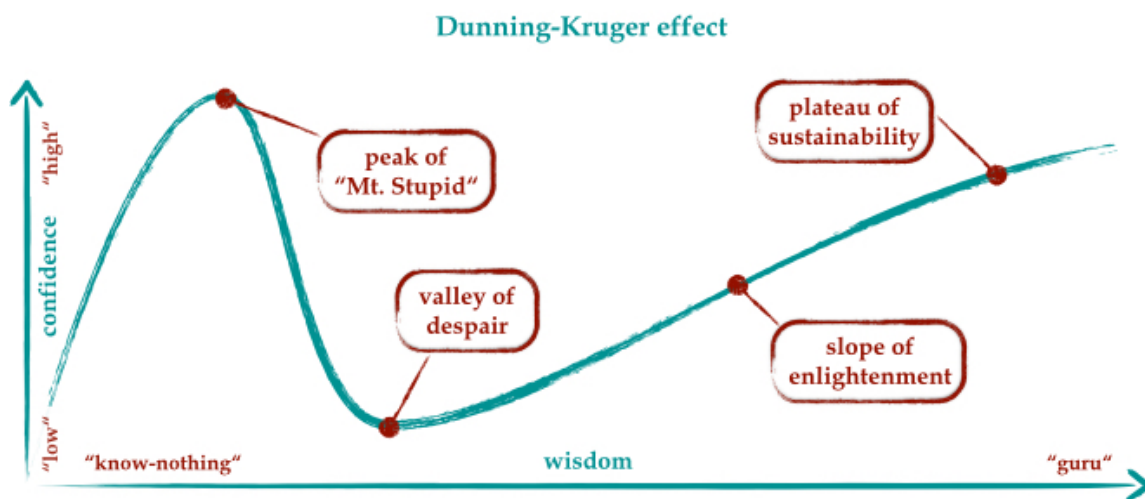 Dunning-Kruger effect
“high“
confidence
“low“
peak of
“Mt. Stupid“
valley of
despair
plateau of
sustainability
slope of
enlightenment
“know-nothing“
wisdom
“guru“